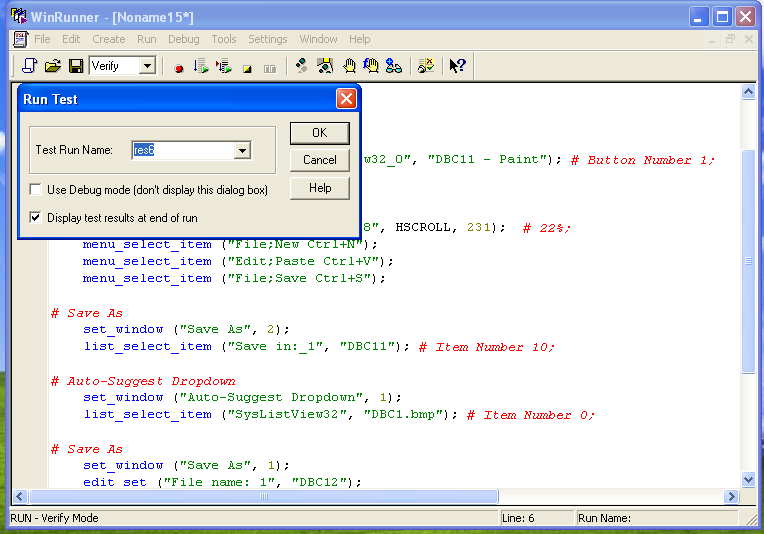 WinRunner - [Noname15*]
File Edit Create Run Debug Tools Settings Window Help
Verify
Run Test
Test Run Name: res6
OK
Cancel
Help
Use Debug mode (don't display this dialog box)
Display test results at end of run
w32_0", "DBC11 - Paint"); # Button Number 1;
8", HSCROLL, 231); # 22%;
menu_select_item ("File;New Ctrl+N");
menu_select_item ("Edit;Paste Ctrl+V");
menu_select_item ("File;Save Ctrl+S");
# Save As
set_window ("Save As", 2);
list_select_item ("Save in:_1", "DBC11"); # Item Number 10;
# Auto-Suggest Dropdown
set_window ("Auto-Suggest Dropdown", 1);
list_select_item ("SysListView32", "DBC1.bmp"); # Item Number 0;
# Save As
set_window ("Save As", 1);
edit_set ("File name: 1", "DBC12");
RUN - Verify Mode
Line: 6
Run Name: